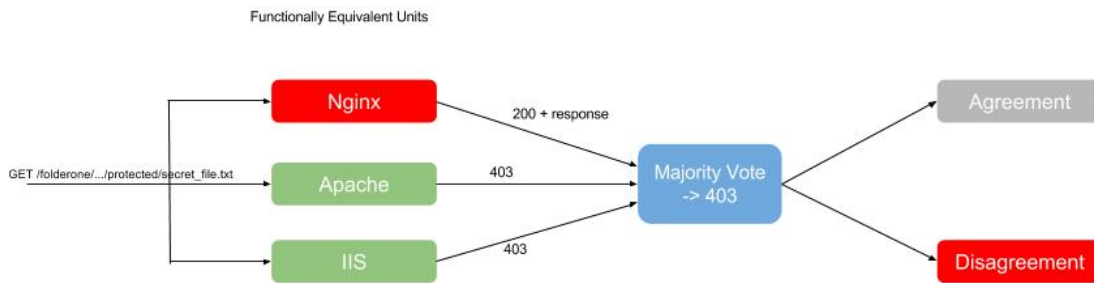 Functionally Equivalent Units
Nginx
200 + response
Agreement
GET /folderone/.../protected/secret_file.txt
Apache
403
Majority Vote
-> 403
IIS
403
Disagreement